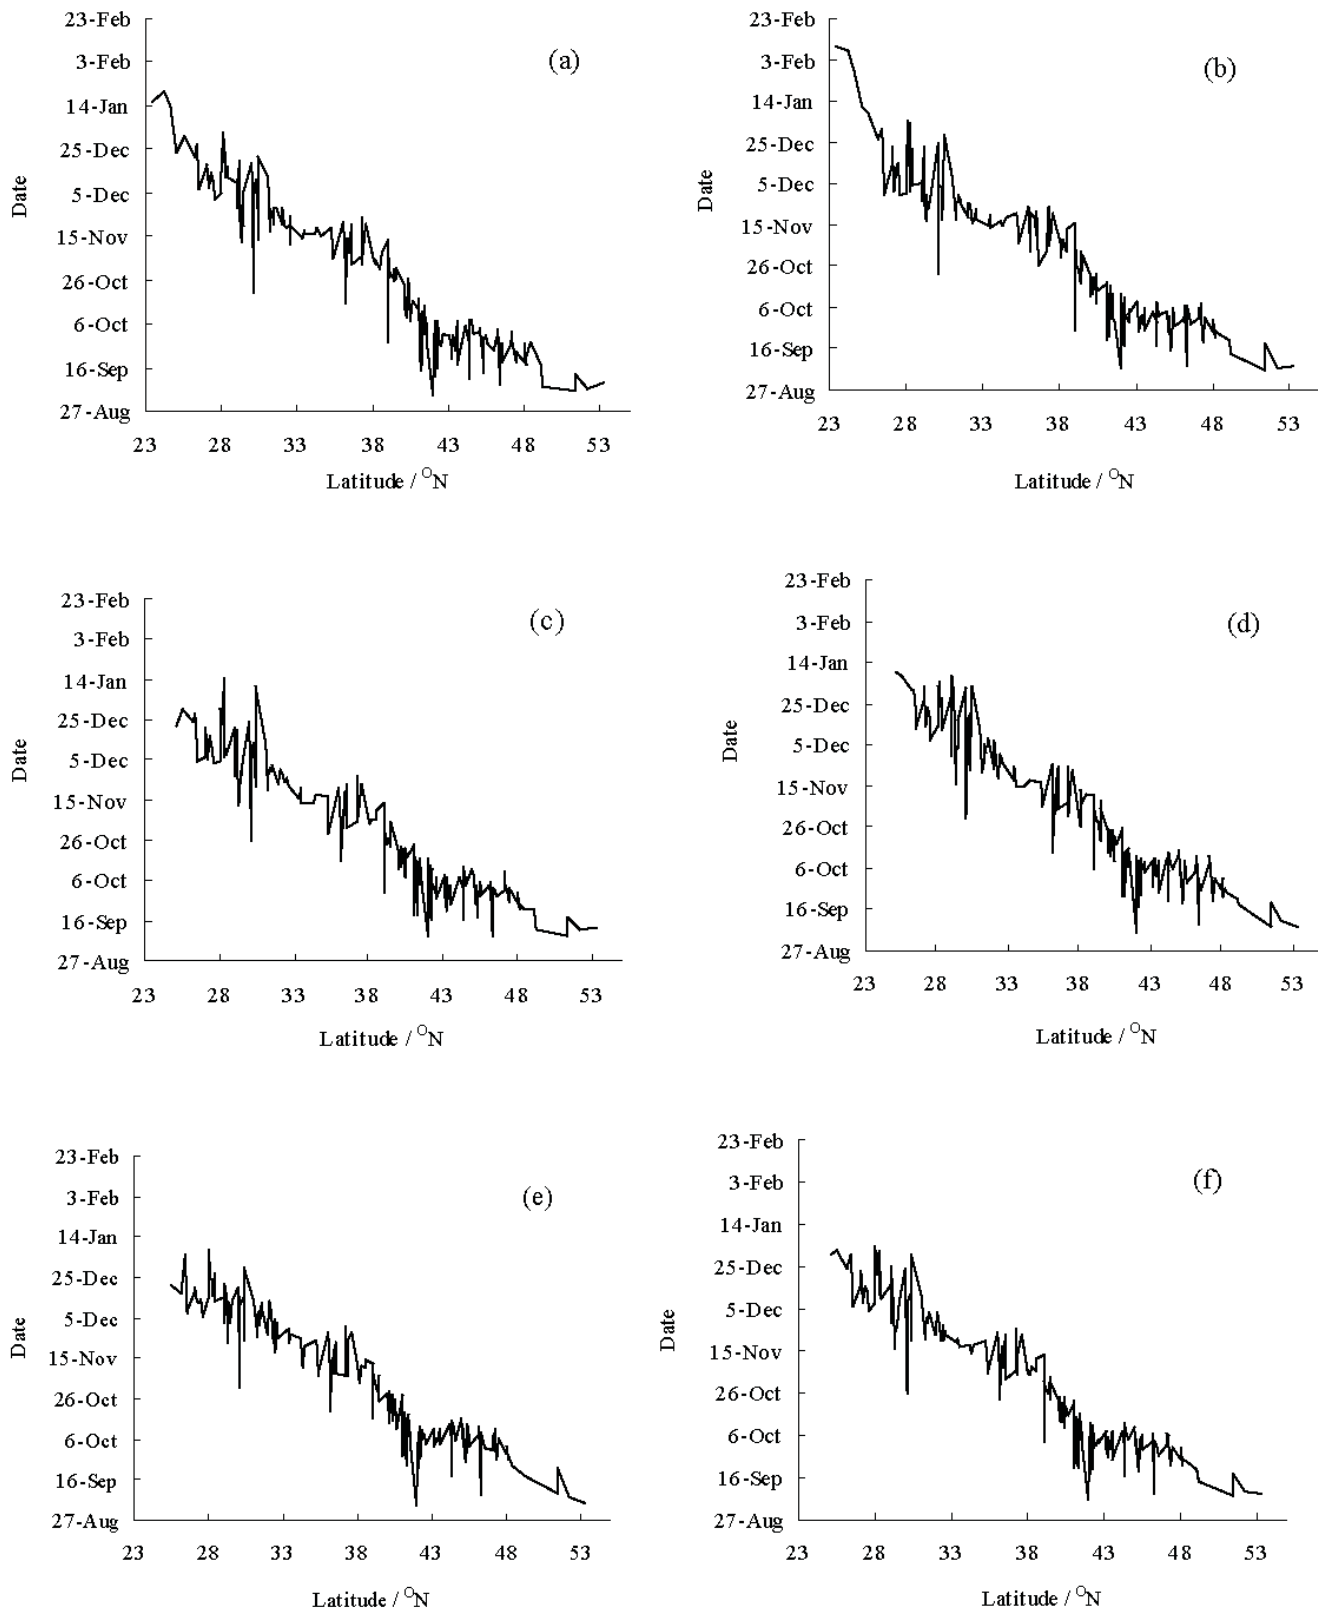 (a)
23-Feb
3-Feb
14-Jan
25-Dec
5-Dec
15-Nov
26-Oct
6-Oct
16-Sep
27-Aug
Date
23 28 33 38 43 48 53
Latitude / °N
(b)
23-Feb
3-Feb
14-Jan
25-Dec
5-Dec
15-Nov
26-Oct
6-Oct
16-Sep
27-Aug
Date
23 28 33 38 43 48 53
Latitude / °N
(c)
23-Feb
3-Feb
14-Jan
25-Dec
5-Dec
15-Nov
26-Oct
6-Oct
16-Sep
27-Aug
Date
23 28 33 38 43 48 53
Latitude / °N
(d)
23-Feb
3-Feb
14-Jan
25-Dec
5-Dec
15-Nov
26-Oct
6-Oct
16-Sep
27-Aug
Date
23 28 33 38 43 48 53
Latitude / °N
(e)
23-Feb
3-Feb
14-Jan
25-Dec
5-Dec
15-Nov
26-Oct
6-Oct
16-Sep
27-Aug
Date
23 28 33 38 43 48 53
Latitude / °N
(f)
23-Feb
3-Feb
14-Jan
25-Dec
5-Dec
15-Nov
26-Oct
6-Oct
16-Sep
27-Aug
Date
23 28 33 38 43 48 53
Latitude / °N